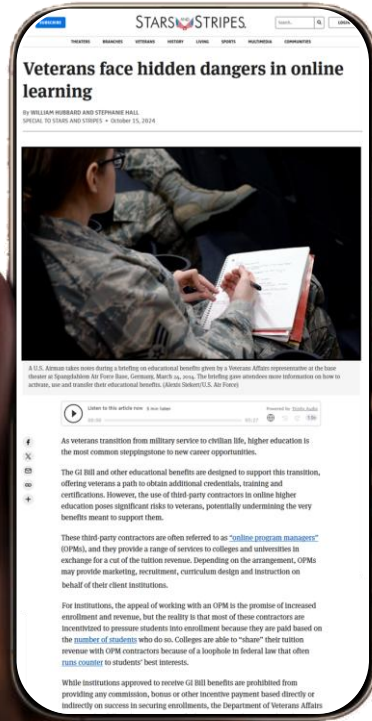 SUBSCRIBE
STARS AND STRIPES.
Search...
THEATERS BRANCHES VETERANS HISTORY LIVING SPORTS MULTIMEDIA COMMUNITIES
Veterans face hidden dangers in online
learning
By WILLIAM HUBBARD AND STEPHANIE HALL
SPECIAL TO STARS AND STRIPES • October 15, 2024
A U.S. Airman takes notes during a briefing on educational benefits given by a Veterans Affairs representative at the base
theater at Spangdahlem Air Force Base, Germany, March 24, 2014. The briefing gave attendees more information on how to
activate, use and transfer their educational benefits. (Alexis Siekert/U.S. Air Force)
Listen to this article now 5 min listen
00:00
Powered by Trinity Audio
As veterans transition from military service to civilian life, higher education is
the most common steppingstone to new career opportunities.
The GI Bill and other educational benefits are designed to support this transition,
offering veterans a path to obtain additional credentials, training and
certifications. However, the use of third-party contractors in online higher
education poses significant risks to veterans, potentially undermining the very
benefits meant to support them.
These third-party contractors are often referred to as “online program managers”
(OPMs), and they provide a range of services to colleges and universities in
exchange for a cut of the tuition revenue. Depending on the arrangement, OPMs
may provide marketing, recruitment, curriculum design and instruction on
behalf of their client institutions.
For institutions, the appeal of working with an OPM is the promise of increased
enrollment and revenue, but the reality is that most of these contractors are
incentivized to pressure students into enrollment because they are paid based on
the number of students who do so. Colleges are able to “share” their tuition
revenue with OPM contractors because of a loophole in federal law that often
runs counter to students’ best interests.
While institutions approved to receive GI Bill benefits are prohibited from
providing any commission, bonus or other incentive payment based directly or
indirectly on success in securing enrollments, the Department of Veterans Affairs